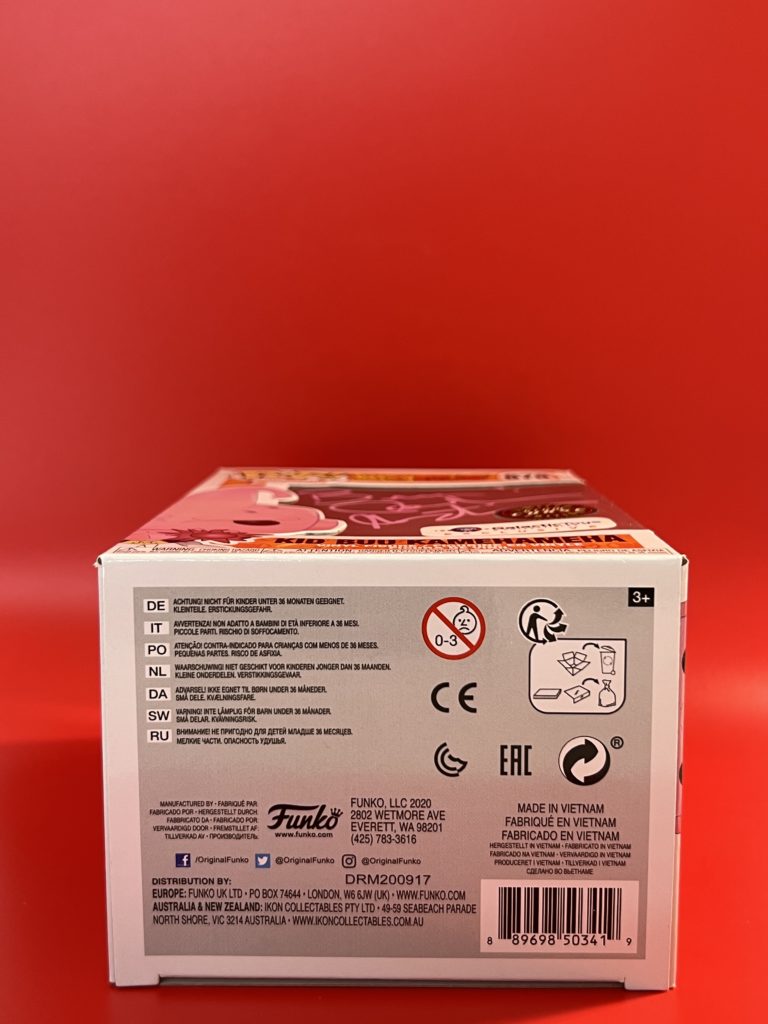 KID BUU KAMEHAMEHA
WARNING:
ATTENTION:
ADVERTENCIA:
3+
DE ACHTUNG! NICHT FÜR KINDER UNTER 36 MONATEN GEEIGNET.
KLEINTEILE. ERSTICKUNGSGEFAHR.
IT AVVERTENZA! NON ADATTO A BAMBINI DI ETÀ INFERIORE A 36 MESI.
PICCOLE PARTI. RISCHIO DI SOFFOCAMENTO.
PO ATENÇÃO! CONTRA-INDICADO PARA CRIANÇAS COM MENOS DE 36 MESES.
PEQUENAS PARTES. RISCO DE ASFIXIA.
NL WAARSCHUWING! NIET GESCHIKT VOOR KINDEREN JONGER DAN 36 MAANDEN.
KLEINE ONDERDELEN. VERSTIKKINGSGEVAAR.
DA ADVARSEL! IKKE EGNET TIL BØRN UNDER 36 MÅNEDER.
SMÅ DELE. KVÆLNINGSFARE.
SW VARNING! INTE LÄMPLIG FÖR BARN UNDER 36 MÅNADER.
SMÅ DELAR. KVÄVNINGSRISK.
RU ВНИМАНИЕ! НЕ ПРИГОДНО ДЛЯ ДЕТЕЙ МЛАДШЕ 36 МЕСЯЦЕВ.
МЕЛКИЕ ЧАСТИ. ОПАСНОСТЬ УДУШЬЯ.
0-3
CE
EAC
®
MANUFACTURED BY • FABRIQUÉ PAR
FABRICADO POR • HERGESTELLT DURCH
FABBRICATO DA • FABRICADO POR
VERVAARDIGD DOOR • FREMSTILLET AF
TILLVERKAD AV • ПРОИЗВОДИТЕЛЬ:
Funko
www.funko.com
FUNKO, LLC 2020
2802 WETMORE AVE
EVERETT, WA 98201
(425) 783-3616
/OriginalFunko @OriginalFunko @OriginalFunko
DRM200917
MADE IN VIETNAM
FABRIQUÉ EN VIETNAM
FABRICADO EN VIETNAM
HERGESTELLT IN VIETNAM • FABBRICATO IN VIETNAM
FABRICADO NA VIETNAM • VERVAARDIGD IN VIETNAM
PRODUCERET I VIETNAM • TILLVERKAD I VIETNAM
СДЕЛАНО ВО ВЬЕТНАМЕ
DISTRIBUTION BY:
EUROPE: FUNKO UK LTD • PO BOX 74644 • LONDON, W6 6JW (UK) • WWW.FUNKO.COM
AUSTRALIA & NEW ZEALAND: IKON COLLECTABLES PTY LTD • 49-59 SEABEACH PARADE
NORTH SHORE, VIC 3214 AUSTRALIA • WWW.IKONCOLLECTABLES.COM.AU
8 89698 50341 9